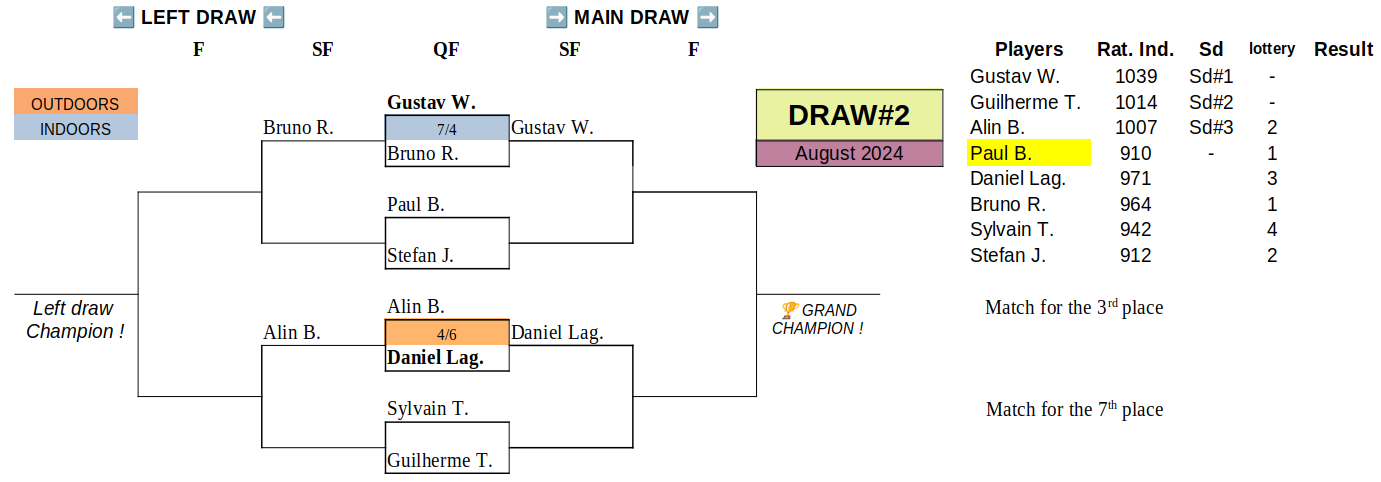 ⬅ LEFT DRAW ⬅ ➡ MAIN DRAW ➡
F SF QF SF F
Players Rat. Ind. Sd lottery Result
Gustav W. 1039 Sd#1 -
Guilherme T. 1014 Sd#2 -
Alin B. 1007 Sd#3 2
Paul B. 910 - 1
Daniel Lag. 971 3
Bruno R. 964 1
Sylvain T. 942 4
Stefan J. 912 2
OUTDOORS
INDOORS
Gustav W.
Bruno R. 7/4 Gustav W.
Bruno R.
DRAW#2
August 2024
Paul B.
Stefan J.
Alin B.
Left draw
Champion !
🏆 GRAND
CHAMPION !
Match for the 3rd place
Alin B. 4/6 Daniel Lag.
Daniel Lag.
Sylvain T.
Match for the 7th place
Guilherme T.